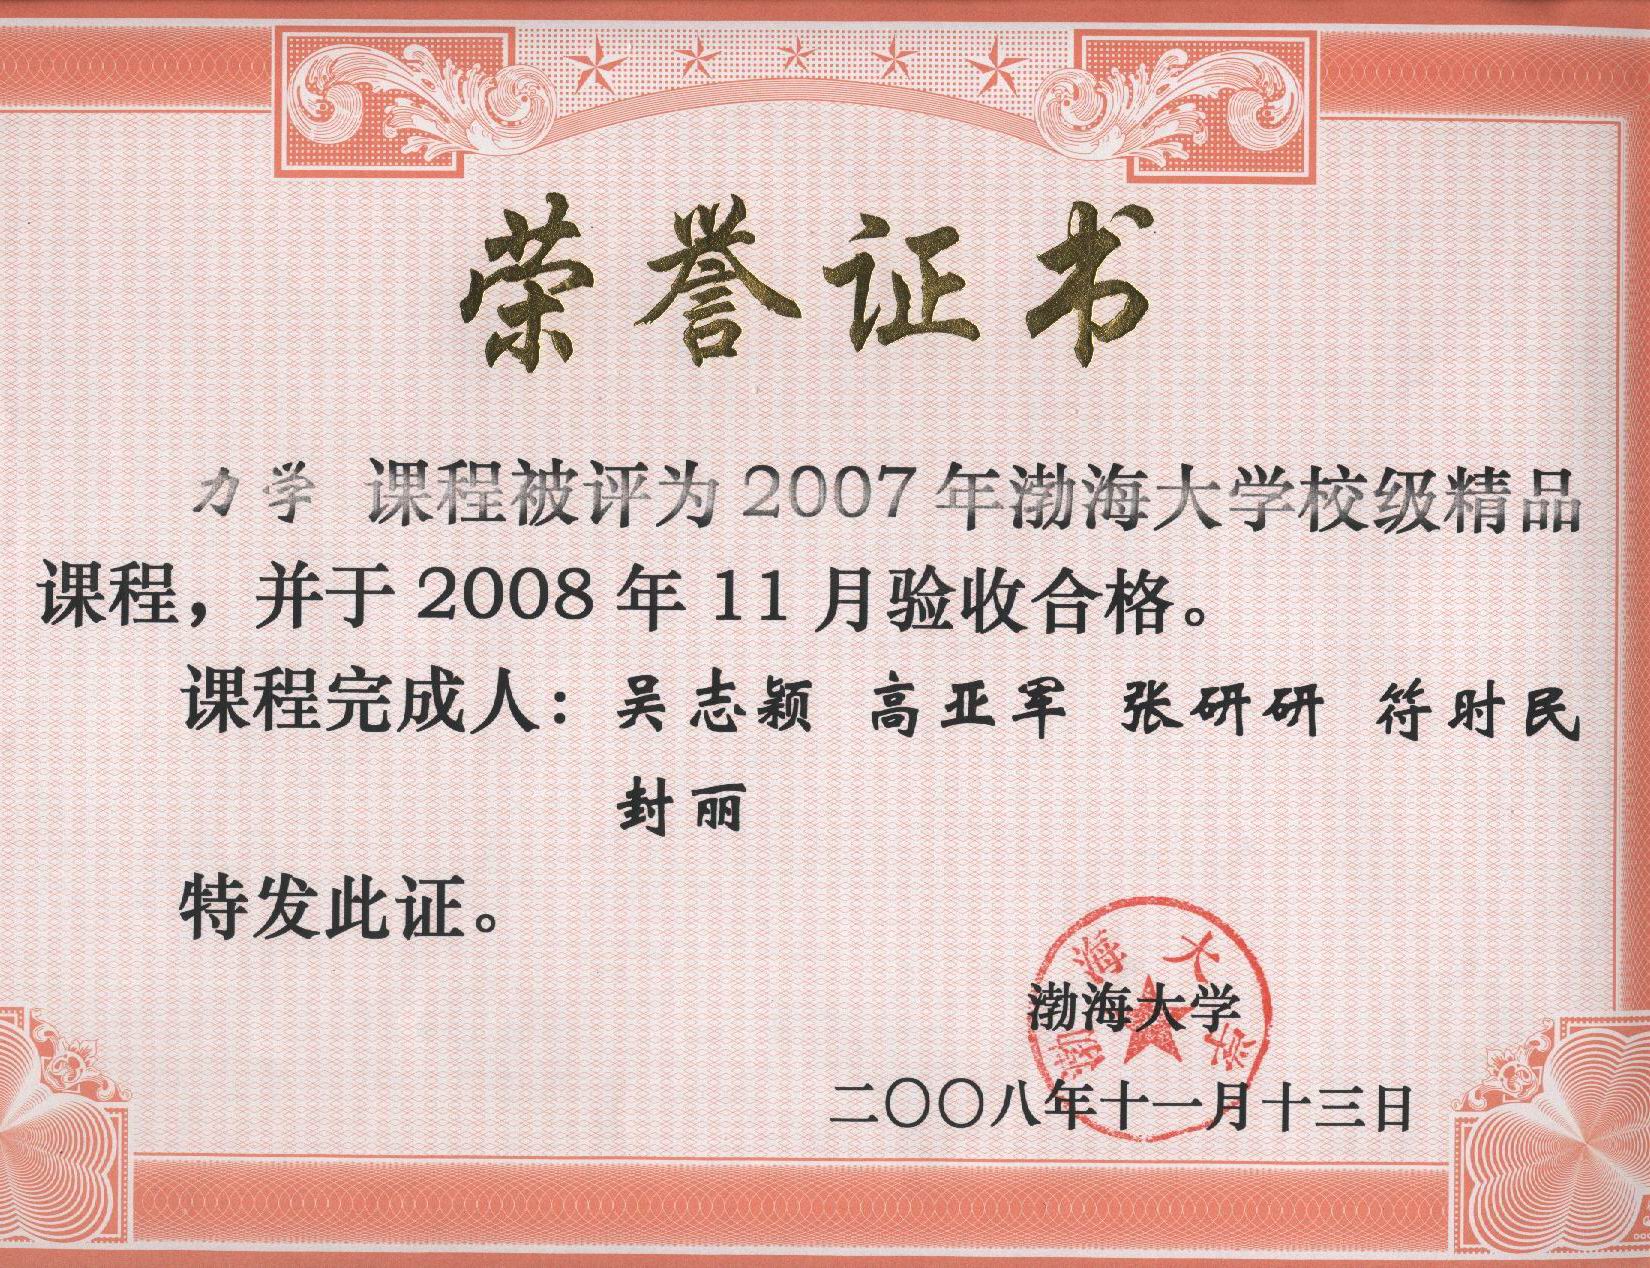 荣誉证书
力学 课程被评为2007年渤海大学校级精品
课程，并于2008年11月验收合格。
课程完成人：吴志颖 高亚军 张研研 符时民
封丽
特发此证。
渤海大学
渤海大学
二〇〇八年十一月十三日